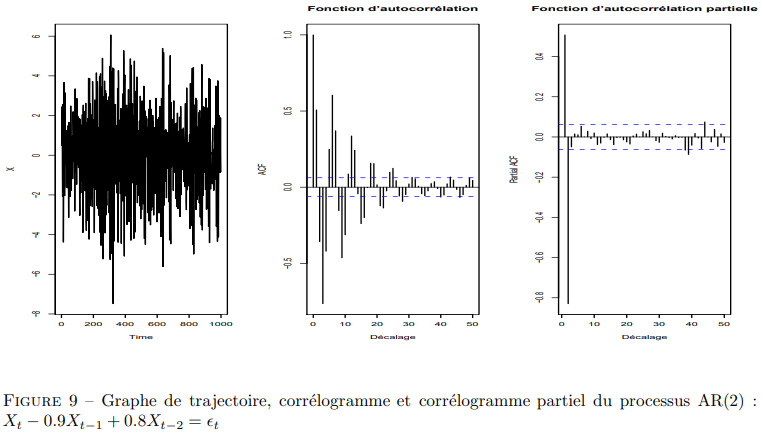 Fonction d'autocorrélation
Fonction d'autocorrélation partielle
X
6
4
2
0
−2
−4
−6
−8
0 200 400 600 800 1000
Time
ACF
1.0
0.5
0.0
−0.5
0 10 20 30 40 50
Décalage
Partial ACF
0.4
0.2
0.0
−0.2
−0.4
−0.6
−0.8
0 10 20 30 40 50
Décalage
FIGURE 9 – Graphe de trajectoire, corrélogramme et corrélogramme partiel du processus AR(2) :
Xₜ − 0.9Xₜ₋₁ + 0.8Xₜ₋₂ = ϵₜ